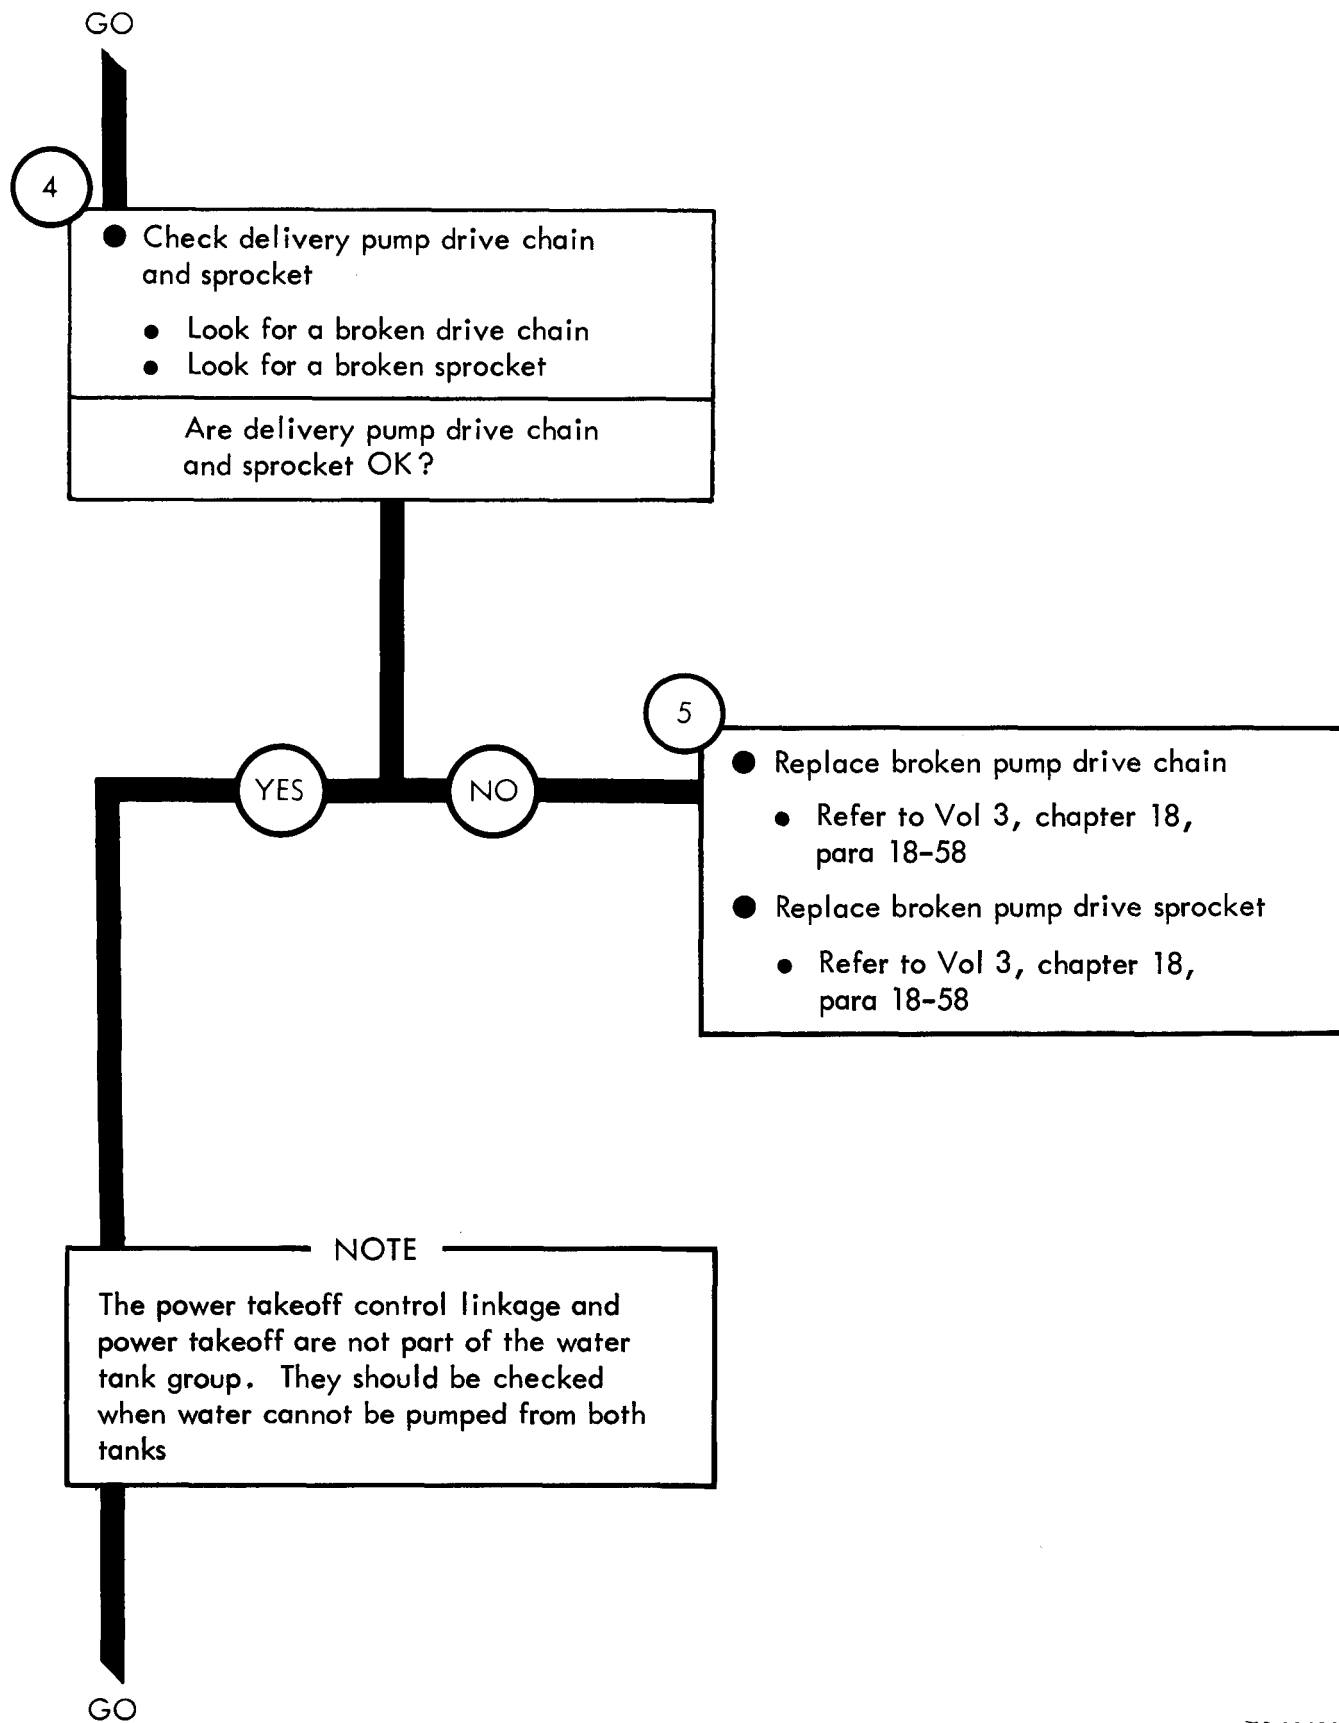 GO
4
● Check delivery pump drive chain
and sprocket
● Look for a broken drive chain
● Look for a broken sprocket
Are delivery pump drive chain
and sprocket OK?
YES
NO
5
● Replace broken pump drive chain
● Refer to Vol 3, chapter 18,
para 18-58
● Replace broken pump drive sprocket
● Refer to Vol 3, chapter 18,
para 18-58
NOTE
The power takeoff control linkage and
power takeoff are not part of the water
tank group. They should be checked
when water cannot be pumped from both
tanks
GO